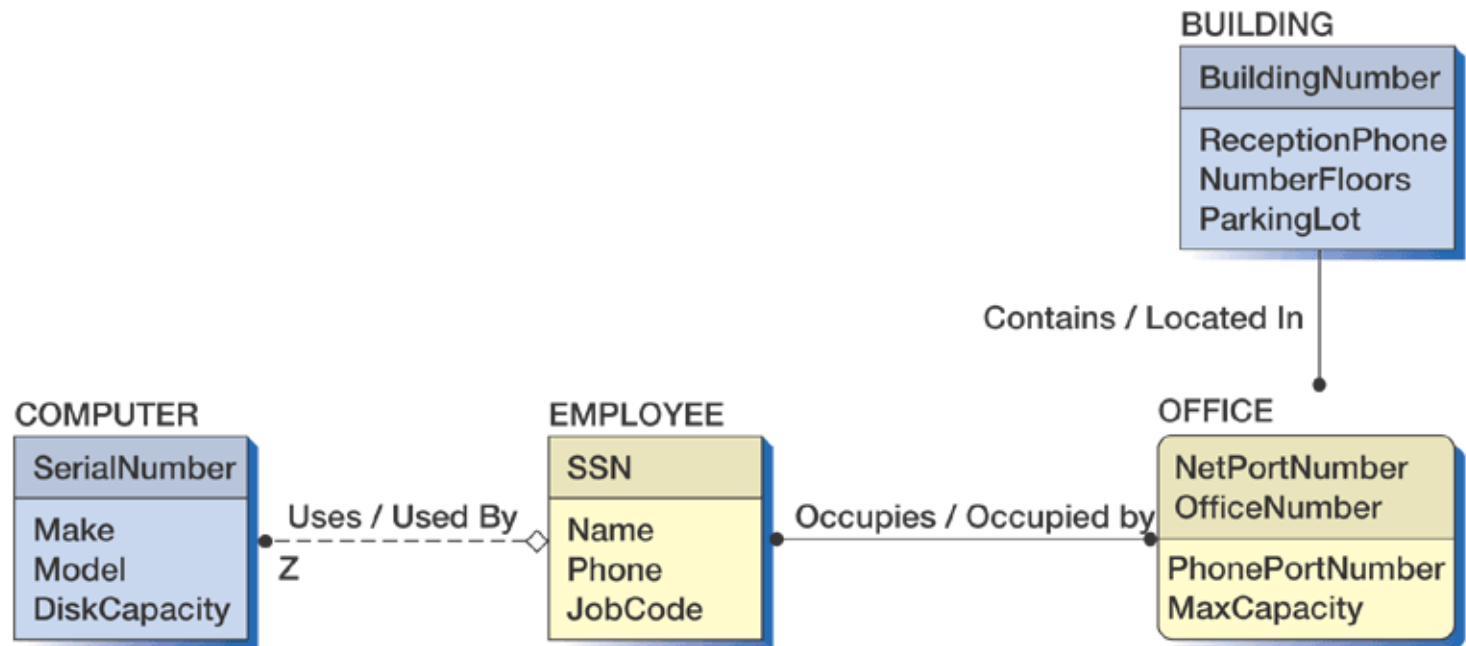 BUILDING
BuildingNumber
ReceptionPhone
NumberFloors
ParkingLot
Contains / Located In
COMPUTER
SerialNumber
Make
Model
DiskCapacity
Uses / Used By
Z
EMPLOYEE
SSN
Name
Phone
JobCode
Occupies / Occupied by
OFFICE
NetPortNumber
OfficeNumber
PhonePortNumber
MaxCapacity